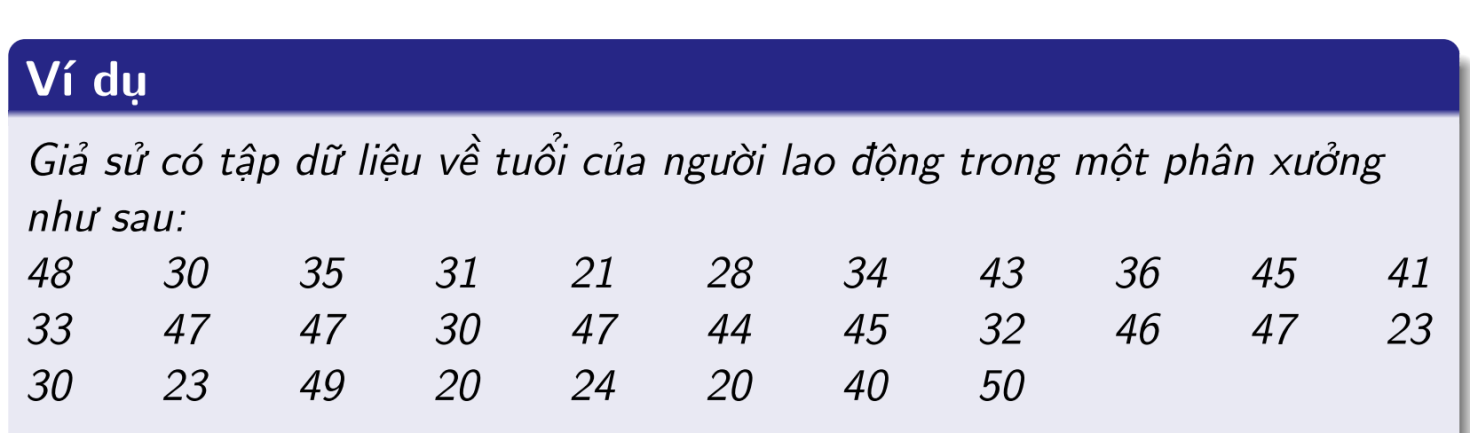 Ví dụ
Giả sử có tập dữ liệu về tuổi của người lao động trong một phân xưởng
như sau:
48 30 35 31 21 28 34 43 36 45 41
33 47 47 30 47 44 45 32 46 47 23
30 23 49 20 24 20 40 50